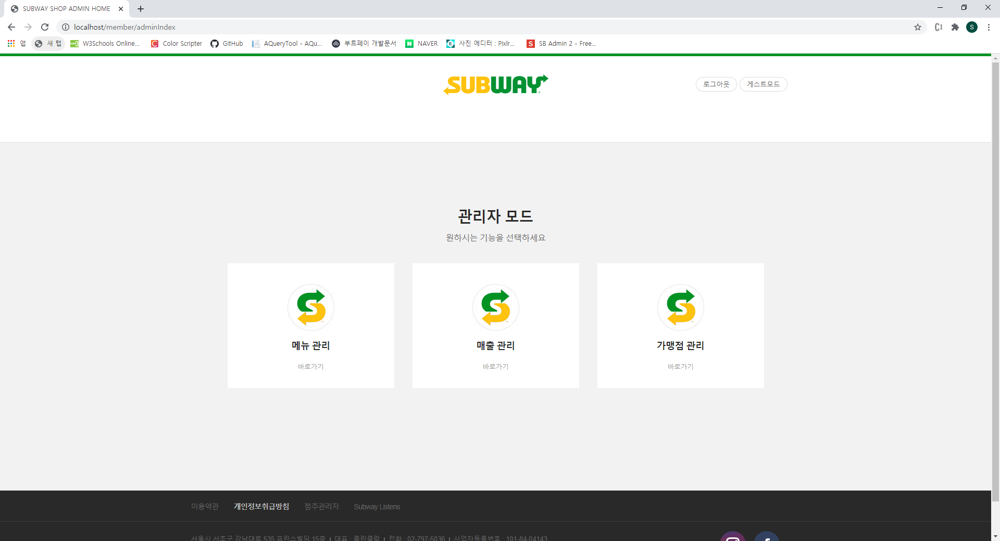 SUBWAY SHOP ADMIN HOME
localhost/member/adminIndex
S
앱 새 탭 W3Schools Online... Color Scripter GitHub AQueryTool - AQu... 부트페이 개발문서 NAVER 사진 에디터 : Pixlr... SB Admin 2 - Free...
SUBWAY
로그아웃 게스트모드
관리자 모드
원하시는 기능을 선택하세요
메뉴 관리 매출 관리 가맹점 관리
바로가기 바로가기 바로가기
이용약관 개인정보취급방침 점주관리자 Subway Listens
서울시 서초구 강남대로 535 프린스빌딩 15층 대표 : 콜린클락 전화 : 02-797-5036 사업자등록번호 : 101-84-04143